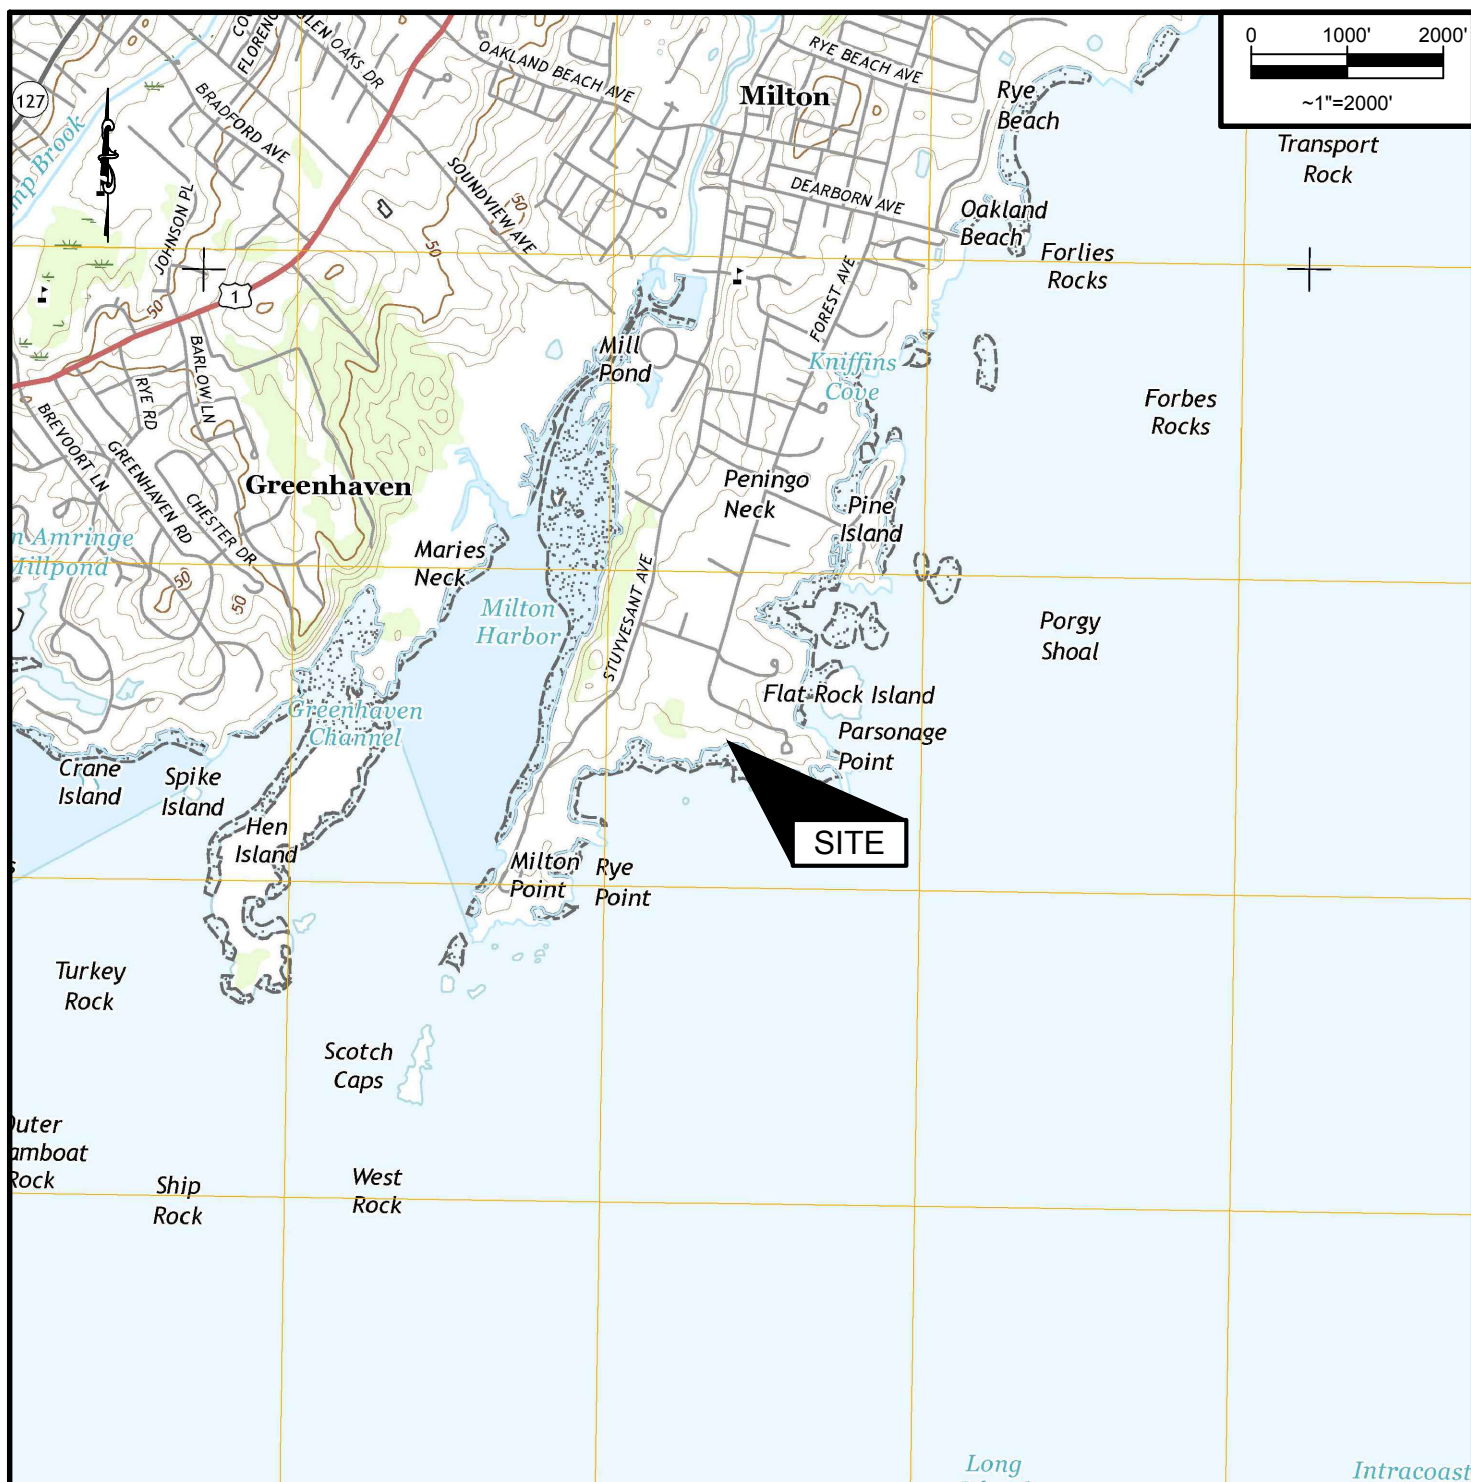 0 1000' 2000'
~1"=2000'
FLORENC
OAKLAND BEACH AVE
RYE BEACH AVE
Milton
127
BRADFORD AVE
Rye
Beach
Transport
Rock
SOUNDVIEW AVE
50
DEARBORN AVE
JOHNSON PL
Oakland
Beach
50
Forlies
Rocks
1
50
FOREST AVE
BARLOW LN
Mill
Pond
Kniffins
Cove
RYE RD
Forbes
Rocks
BREVOORT LN
GREENHAVEN RD
Greenhaven
Peningo
Neck
CHESTER DR
Pine
Island
n Amringe
Millpond
Maries
Neck
50
50
Milton
Harbor
STUYVESANT AVE
Porgy
Shoal
Flat Rock Island
Greenhaven
Channel
Parsonage
Point
Crane
Island
Spike
Island
SITE
Hen
Island
Milton
Point
Rye
Point
Turkey
Rock
Scotch
Caps
Outer
amboat
Rock
Ship
Rock
West
Rock
Long
Intracoast